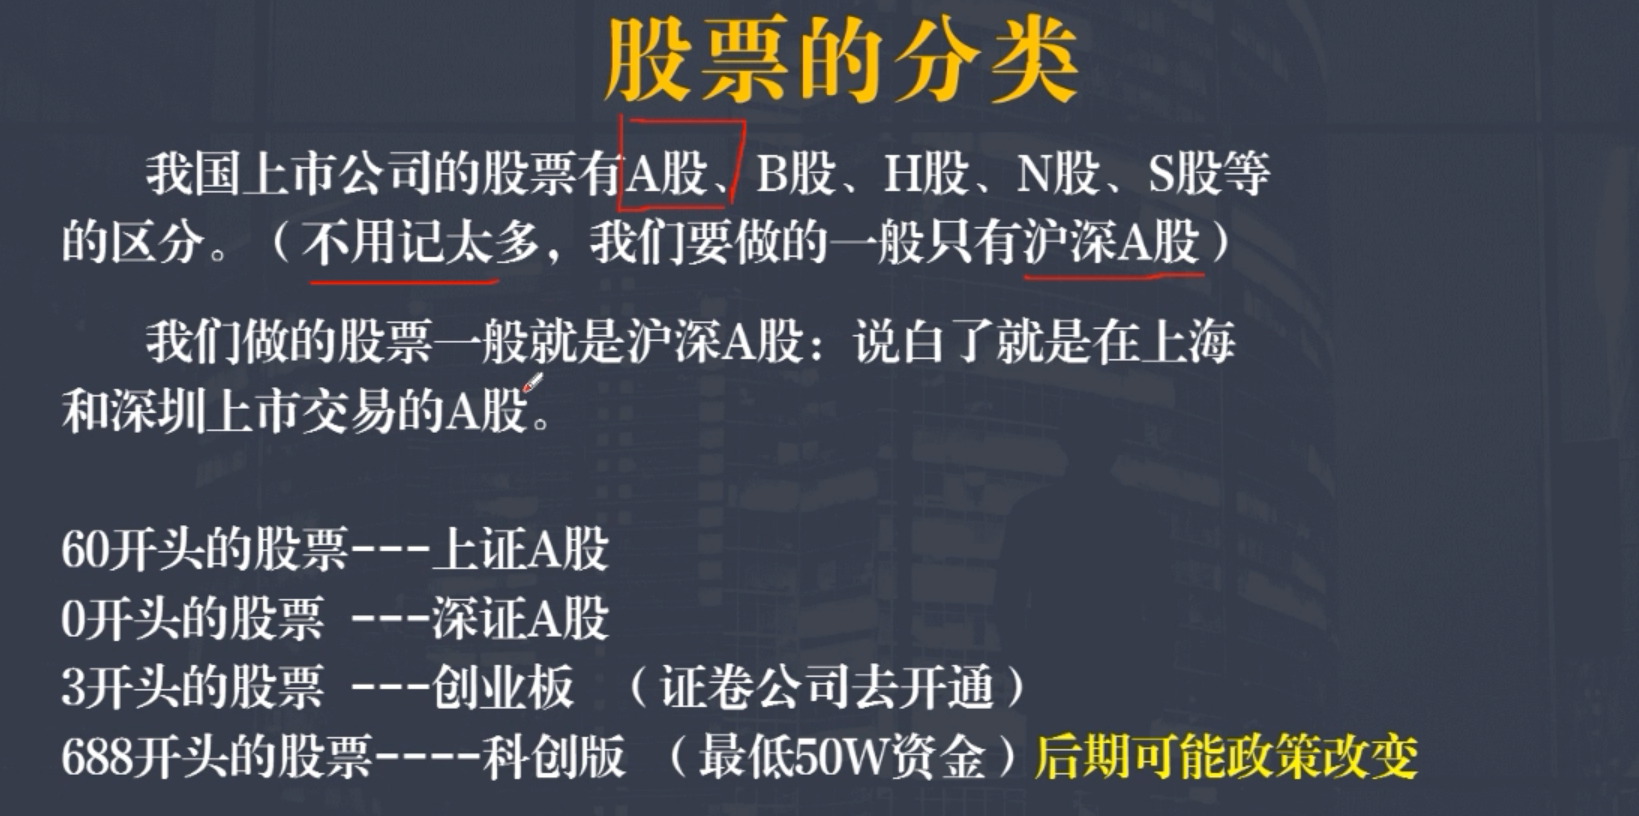 股票的分类
我国上市公司的股票有A股、B股、H股、N股、S股等
的区分。（不用记太多，我们要做的一般只有沪深A股）
我们做的股票一般就是沪深A股：说白了就是在上海
和深圳上市交易的A股。
60开头的股票---上证A股
0开头的股票 ---深证A股
3开头的股票 ---创业板 （证卷公司去开通）
688开头的股票----科创版 （最低50W资金）后期可能政策改变